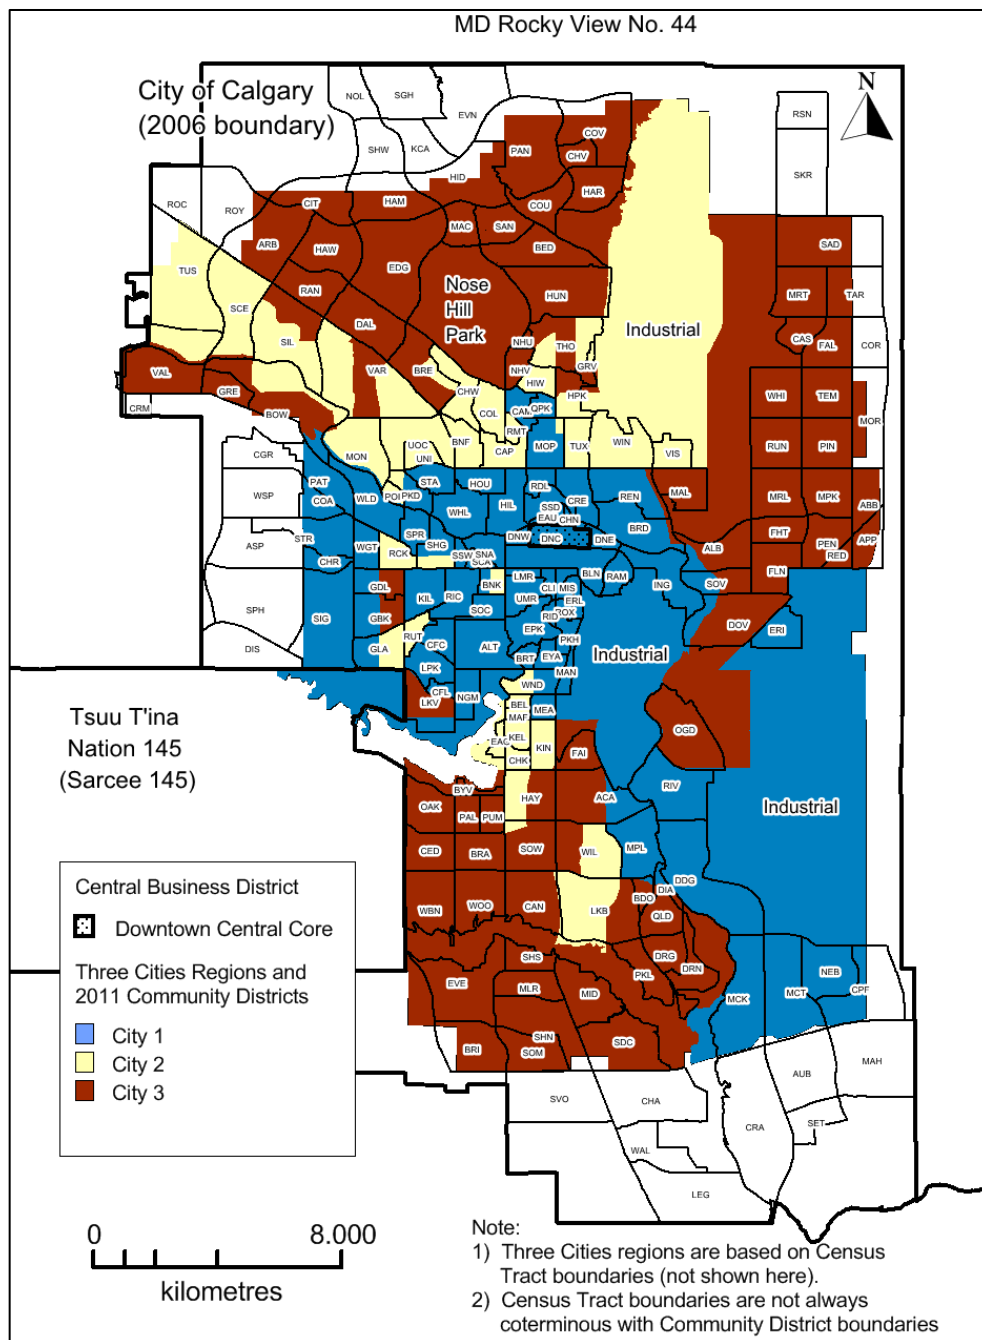 MD Rocky View No. 44
City of Calgary
(2006 boundary)
N
NOL
SGH
EVN
SHW
KCA
HID
RSN
SKR
PAN
COV
CHV
HAR
COU
ROC
ROY
CIT
HAM
MAC
SAN
BED
ARB
HAW
EDG
SAD
TUS
SCE
RAN
Nose
Hill
Park
HUN
MRT
TAR
SIL
DAL
Industrial
NHU
THO
CAS
FAL
COR
VAL
VAR
BRE
NHV
GRV
HIW
HPK
GRE
BOW
CRM
CHW
COL
CAM
QPK
WHI
TEM
MOR
RMT
MOP
TUX
WIN
VIS
RUN
PIN
MON
UOC
UNI
BNF
CAP
CGR
PAT
COA
WSP
WLD
POI
PKD
STA
HOU
HIL
RDL
SSD
CRE
EAU
CHN
REN
MAL
MRL
MPK
ABB
WHL
BRD
ASP
STR
CHR
WGT
SPR
SHG
RCK
SSW
SNA
SCA
DNW
DNC
DNE
ALB
FHT
PEN
RED
APP
FLN
GDL
BNK
LMR
CLI
MIS
BLN
RAM
ING
SOV
SPH
SIG
GBK
KIL
RIC
SOC
UMR
ERL
ROX
RID
EPK
DOV
ERI
DIS
GLA
RUT
CFC
ALT
PKH
BRT
EYA
MAN
Industrial
LPK
CFL
LKV
NGM
WND
BEL
MAF
MEA
Tsuu T'ina
Nation 145
(Sarcee 145)
KEL
KIN
CHK
FAI
OGD
BYV
OAK
PAL
PUM
HAY
ACA
RIV
Industrial
CED
BRA
SOW
WIL
MPL
WBN
WOO
CAN
LKB
BDO
DIA
DDG
QLD
SHS
DRG
DRN
PKL
EVE
MLR
MID
MCK
MCT
NEB
CPF
BRI
SHN
SOM
SDC
SVO
CHA
AUB
MAH
CRA
SET
WAL
LEG
Central Business District
Downtown Central Core
Three Cities Regions and
2011 Community Districts
City 1
City 2
City 3
0 8,000
kilometres
Note:
1) Three Cities regions are based on Census
Tract boundaries (not shown here).
2) Census Tract boundaries are not always
coterminous with Community District boundaries